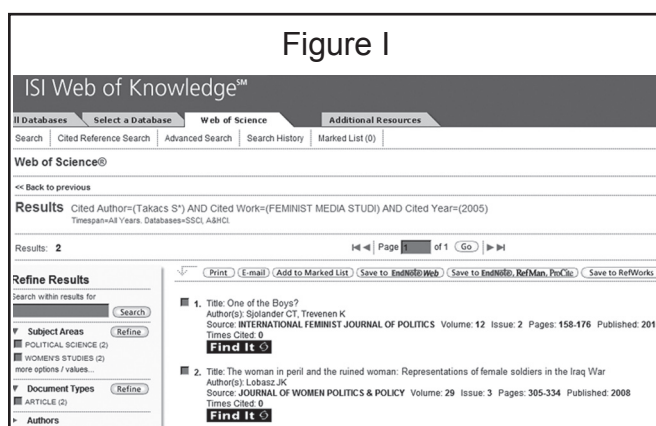 Figure I
ISI Web of Knowledge℠
ll Databases Select a Database Web of Science Additional Resources
Search Cited Reference Search Advanced Search Search History Marked List (0)
Web of Science®
<< Back to previous
Results Cited Author=(Takacs S*) AND Cited Work=(FEMINIST MEDIA STUDI) AND Cited Year=(2005)
Timespan=All Years. Databases=SSCI, A&HCI.
Results: 2
Page 1 of 1 Go
Print E-mail Add to Marked List Save to EndNote Web Save to EndNote, RefMan, ProCite Save to RefWorks
Refine Results
Search within results for
Search
Subject Areas Refine
POLITICAL SCIENCE (2)
WOMEN'S STUDIES (2)
more options / values...
Document Types Refine
ARTICLE (2)
Authors
1. Title: One of the Boys?
Author(s): Sjolander CT, Trevenen K
Source: INTERNATIONAL FEMINIST JOURNAL OF POLITICS Volume: 12 Issue: 2 Pages: 158-176 Published: 201
Times Cited: 0
Find It
2. Title: The woman in peril and the ruined woman: Representations of female soldiers in the Iraq War
Author(s): Lobasz JK
Source: JOURNAL OF WOMEN POLITICS & POLICY Volume: 29 Issue: 3 Pages: 305-334 Published: 2008
Times Cited: 0
Find It